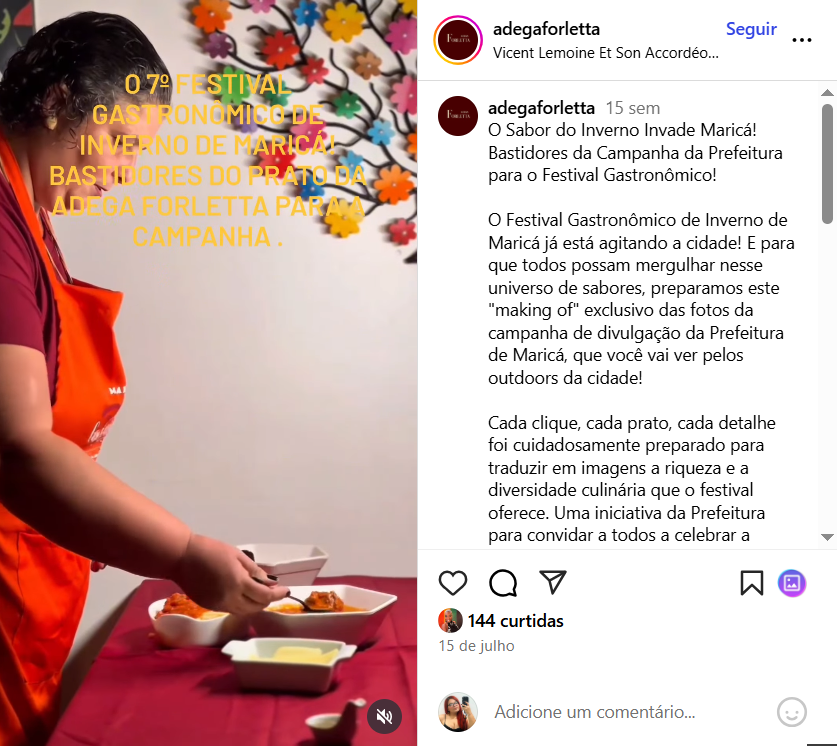 O 7º FESTIVAL
GASTRONÔMICO DE
INVERNO DE MARICÁ!
BASTIDORES DO PRATO DA
ADEGA FORLETTA PARA A
CAMPANHA .
adegaforletta
Seguir
Vicent Lemoine Et Son Accordéo...
adegaforletta 15 sem
O Sabor do Inverno Invade Maricá!
Bastidores da Campanha da Prefeitura
para o Festival Gastronômico!
O Festival Gastronômico de Inverno de
Maricá já está agitando a cidade! E para
que todos possam mergulhar nesse
universo de sabores, preparamos este
"making of" exclusivo das fotos da
campanha de divulgação da Prefeitura
de Maricá, que você vai ver pelos
outdoors da cidade!
Cada clique, cada prato, cada detalhe
foi cuidadosamente preparado para
traduzir em imagens a riqueza e a
diversidade culinária que o festival
oferece. Uma iniciativa da Prefeitura
para convidar a todos a celebrar a
144 curtidas
15 de julho
Adicione um comentário...